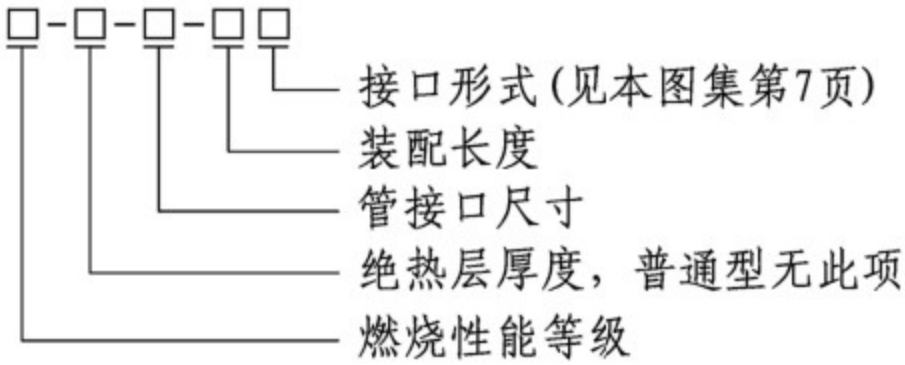 □-□-□-□□
接口形式(见本图集第7页)
装配长度
管接口尺寸
绝热层厚度，普通型无此项
燃烧性能等级